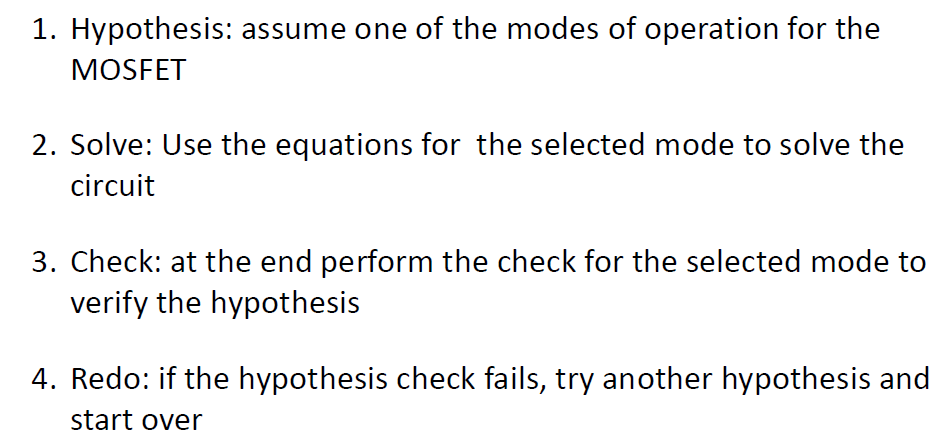 1. Hypothesis: assume one of the modes of operation for the
MOSFET
2. Solve: Use the equations for  the selected mode to solve the
circuit
3. Check: at the end perform the check for the selected mode to
verify the hypothesis
4. Redo: if the hypothesis check fails, try another hypothesis and
start over